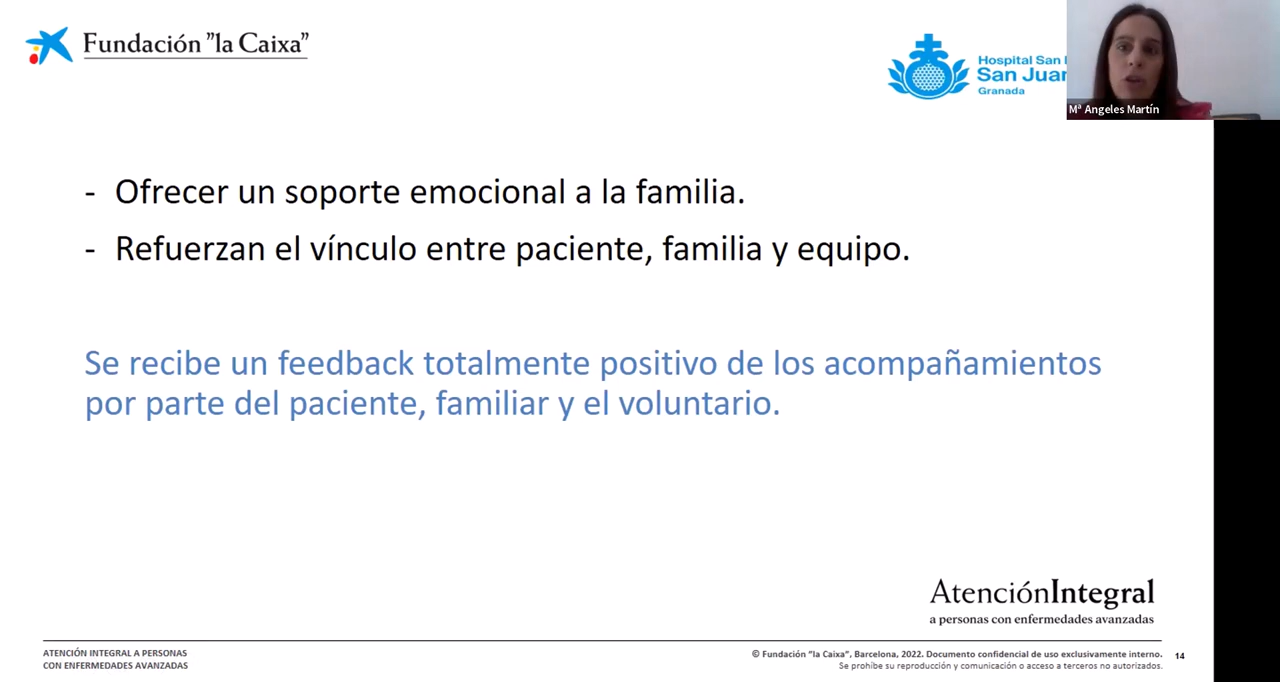 Fundación "la Caixa"
Hospital San
San Juan
Granada
Mª Angeles Martín
- Ofrecer un soporte emocional a la familia.
- Refuerzan el vínculo entre paciente, familia y equipo.
Se recibe un feedback totalmente positivo de los acompañamientos
por parte del paciente, familiar y el voluntario.
AtenciónIntegral
a personas con enfermedades avanzadas
ATENCIÓN INTEGRAL A PERSONAS
CON ENFERMEDADES AVANZADAS
© Fundación "la Caixa", Barcelona, 2022. Documento confidencial de uso exclusivamente interno.
Se prohíbe su reproducción y comunicación o acceso a terceros no autorizados.
14